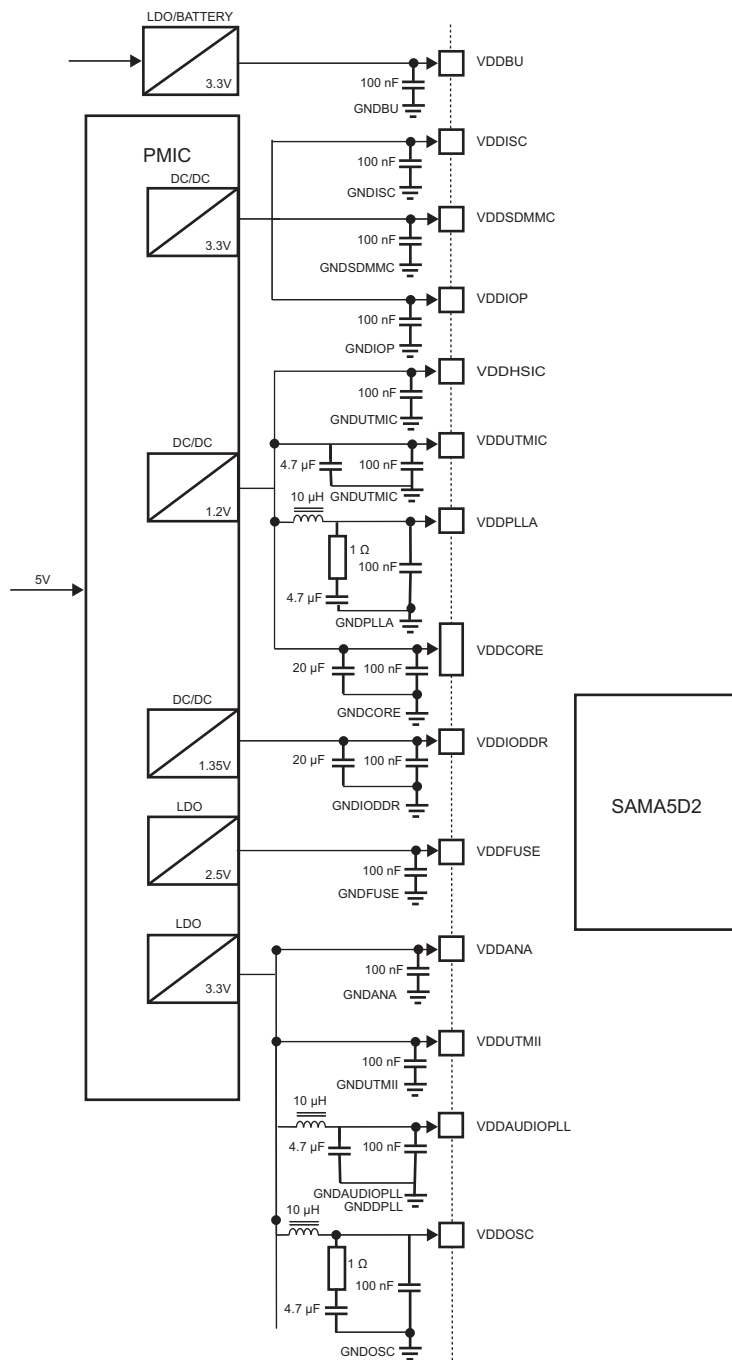 LDO/BATTERY
3.3V
100 nF
GNDBU
VDDBU
PMIC
5V
DC/DC
3.3V
100 nF
GNDISC
VDDISC
100 nF
GNDSDMMC
VDDSDMMC
100 nF
GNDIOP
VDDIOP
DC/DC
1.2V
100 nF
GNDUTMIC
VDDHSIC
4.7 µF
100 nF
GNDUTMIC
VDDUTMIC
10 µH
1 Ω
100 nF
4.7 µF
GNDPLLA
VDDPLLA
20 µF
100 nF
GNDCORE
VDDCORE
DC/DC
1.35V
20 µF
100 nF
GNDIODDR
VDDIODDR
LDO
2.5V
100 nF
GNDFUSE
VDDFUSE
LDO
3.3V
100 nF
GNDANA
VDDANA
100 nF
GNDUTMII
VDDUTMII
10 µH
4.7 µF
100 nF
GNDAUDIOPLL
GNDDPLL
VDDAUDIOPLL
10 µH
1 Ω
100 nF
4.7 µF
GNDOSC
VDDOSC
SAMA5D2